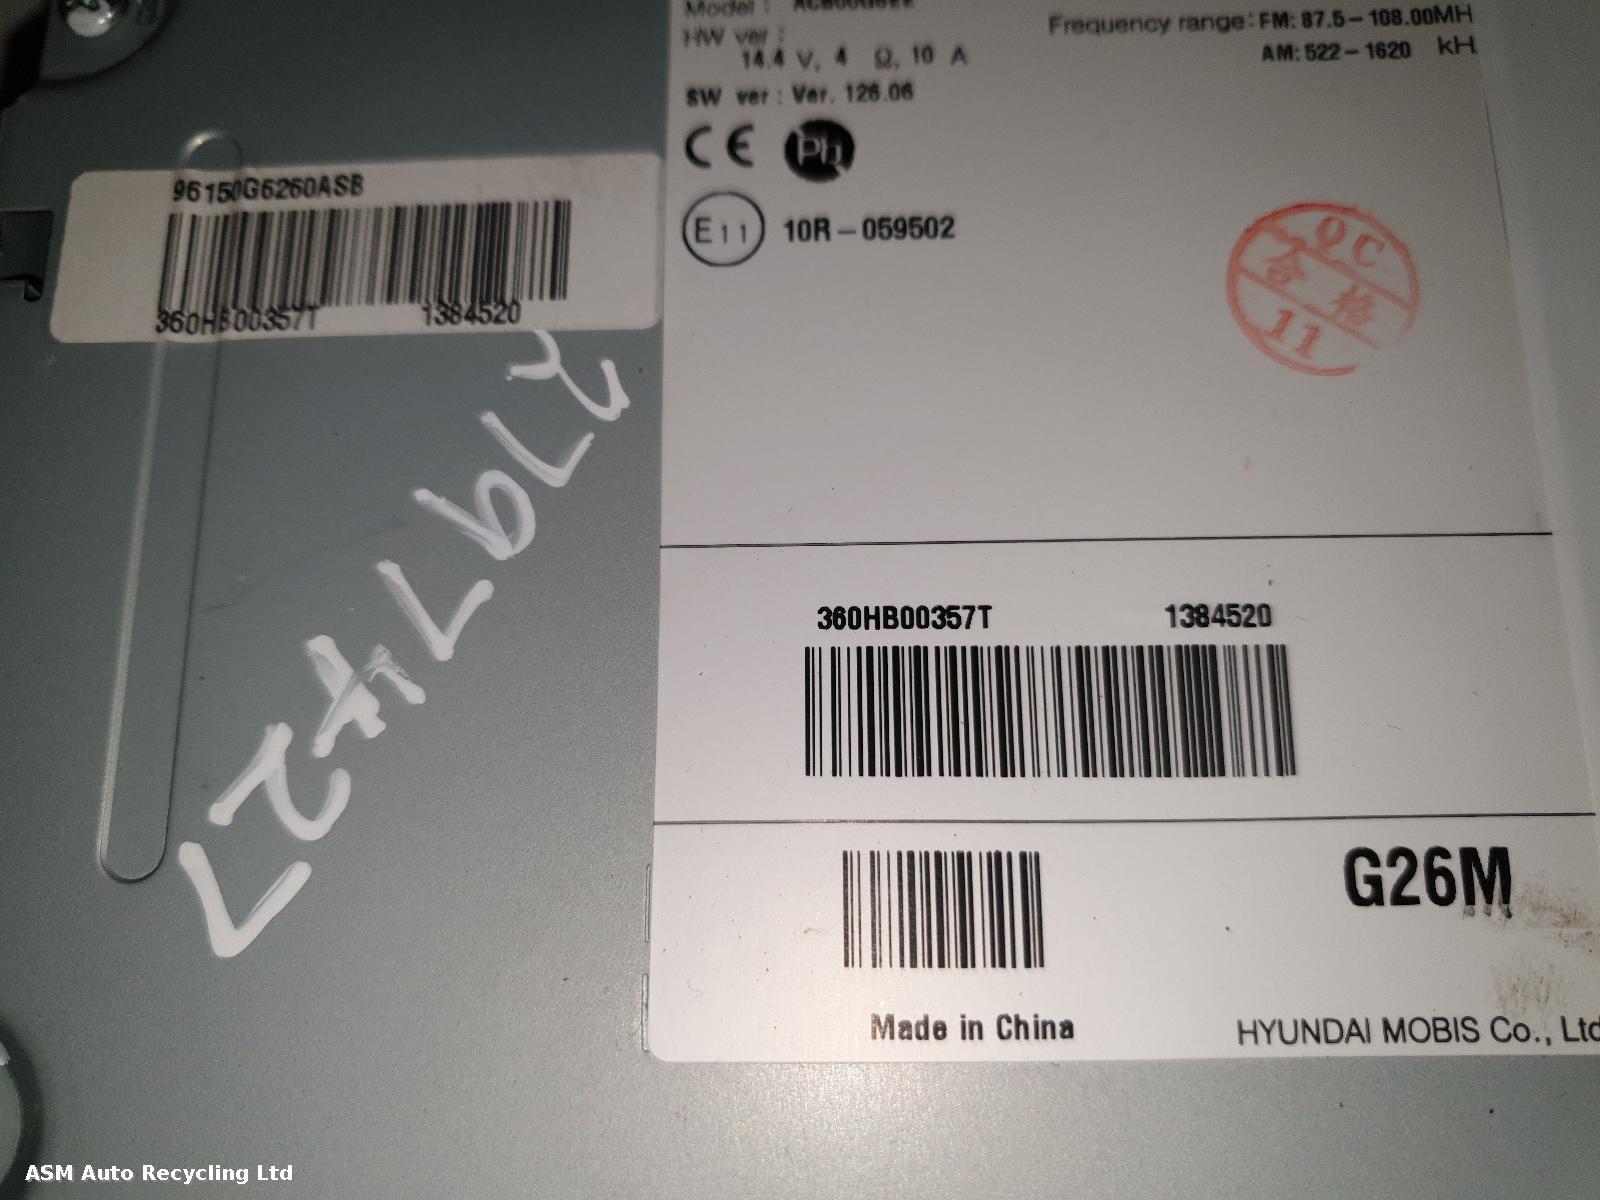 96150G6260ASB
360HB00357T 1384520
Model :
HW ver :
14.4 V, 4 Ω, 10 A
SW ver : Ver. 126.06
Frequency range: FM: 87.5-108.00MH
AM: 522-1620 kH
CE Pb
E11 10R-059502
QC
合格
11
360HB00357T 1384520
G26M
Made in China
HYUNDAI MOBIS Co., Ltd
ASM Auto Recycling Ltd